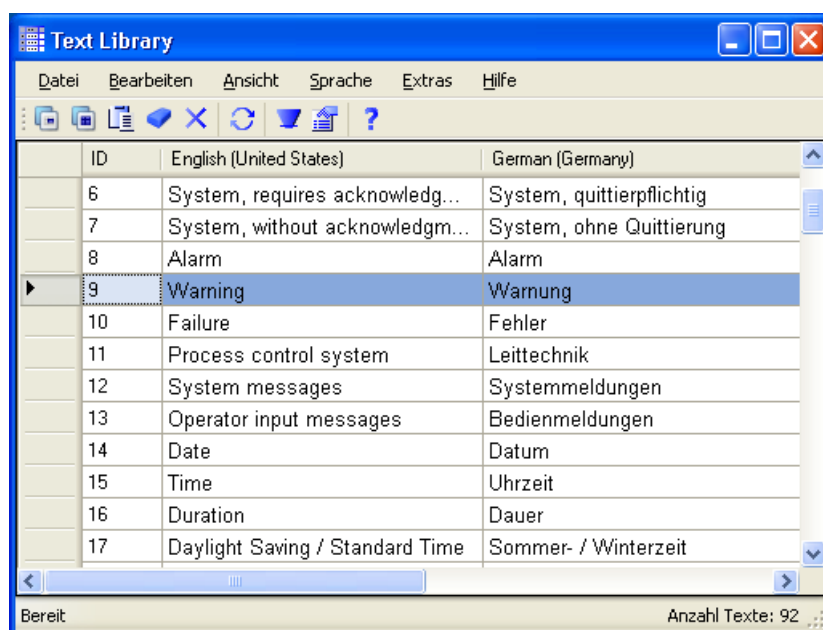 Text Library
Datei Bearbeiten Ansicht Sprache Extras Hilfe
?
ID English (United States) German (Germany)
6 System, requires acknowledg... System, quittierpflichtig
7 System, without acknowledgm... System, ohne Quittierung
8 Alarm Alarm
9 Warning Warnung
10 Failure Fehler
11 Process control system Leittechnik
12 System messages Systemmeldungen
13 Operator input messages Bedienmeldungen
14 Date Datum
15 Time Uhrzeit
16 Duration Dauer
17 Daylight Saving / Standard Time Sommer- / Winterzeit
Bereit Anzahl Texte: 92